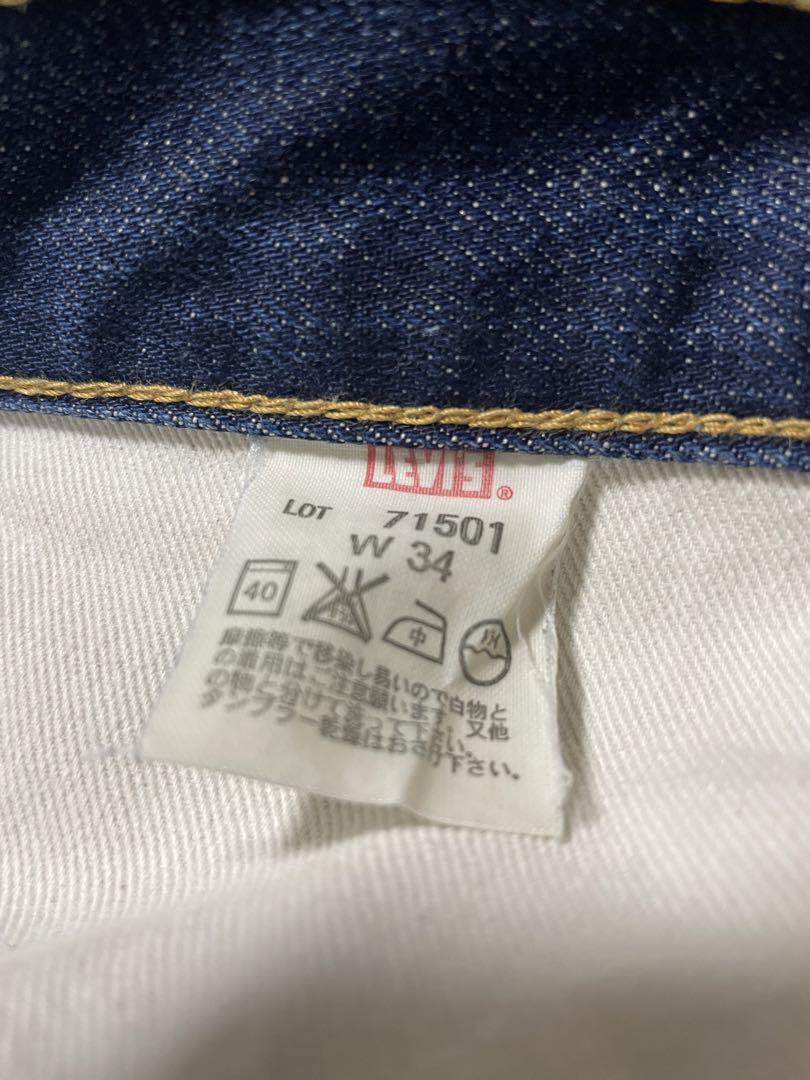 LEVI'S®
LOT 71501
W 34
40 中
摩擦等で移染し易いので白物と
の着用はご注意願います。又他
の物と分けて洗って下さい。
タンブラー乾燥はおさけ下さい。